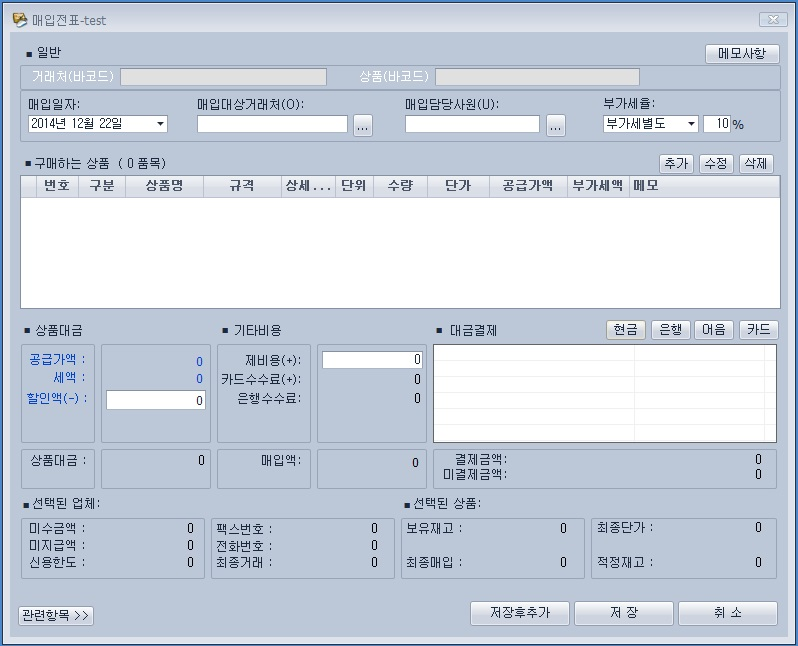 매입전표-test
■ 일반
메모사항
거래처(바코드) 상품(바코드)
매입일자: 매입대상거래처(O): 매입담당사원(U): 부가세율:
2014년 12월 22일 ... ... 부가세별도 10 %
■ 구매하는 상품 ( 0 품목) 추가 수정 삭제
번호 구분 상품명 규격 상세... 단위 수량 단가 공급가액 부가세액 메모
■ 상품대금 ■ 기타비용 ■ 대금결제 현금 은행 어음 카드
공급가액 : 0 제비용(+): 0
세액 : 0 카드수수료(+): 0
할인액(-) : 0 은행수수료: 0
상품대금 : 0 매입액: 0 결제금액: 0
미결제금액: 0
■ 선택된 업체: ■ 선택된 상품:
미수금액 : 0 팩스번호 : 0 보유재고 : 0 최종단가 : 0
미지급액 : 0 전화번호 : 0
신용한도 : 0 최종거래 : 0 최종매입 : 0 적정재고 : 0
관련항목 >> 저장후추가 저 장 취 소